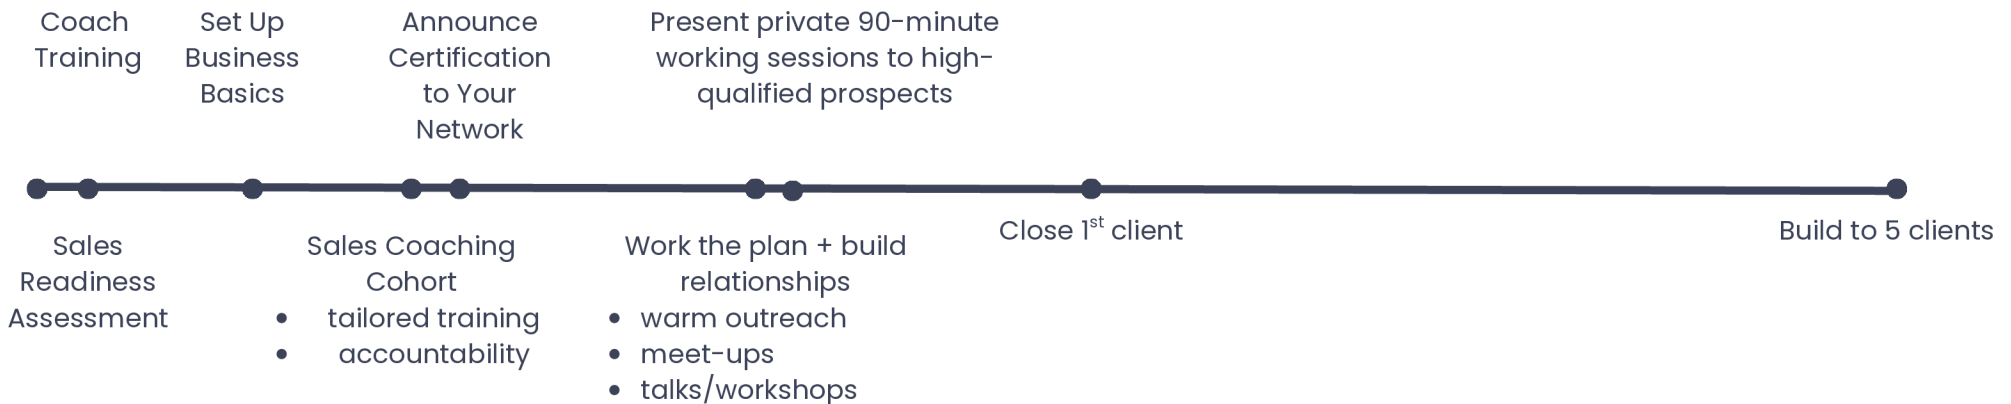 Coach
Training
Set Up
Business
Basics
Announce
Certification
to Your
Network
Present private 90-minute
working sessions to high-
qualified prospects
Sales
Readiness
Assessment
Sales Coaching
Cohort
• tailored training
• accountability
Work the plan + build
relationships
• warm outreach
• meet-ups
• talks/workshops
Close 1st client
Build to 5 clients